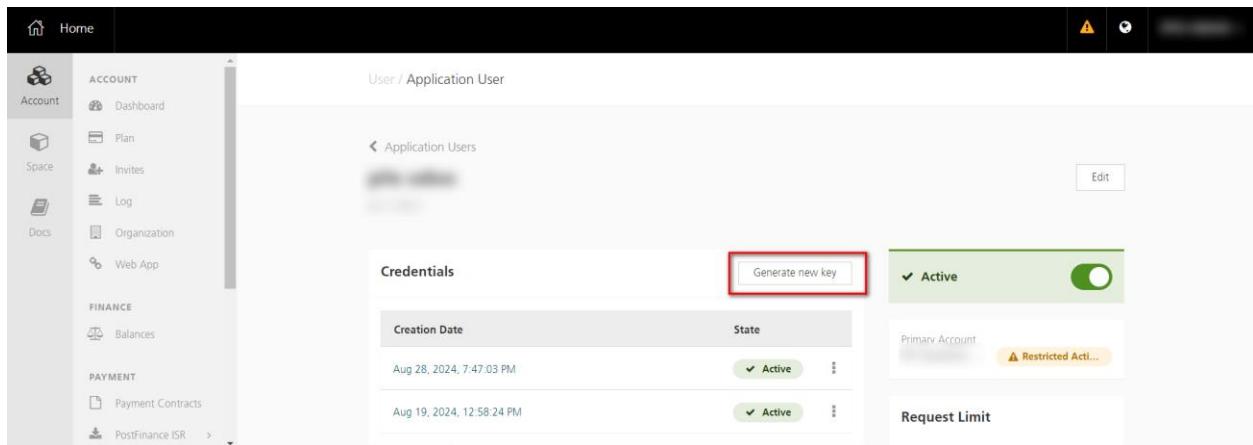 Home
Account
Space
Docs
ACCOUNT
Dashboard
Plan
Invites
Log
Organization
Web App
FINANCE
Balances
PAYMENT
Payment Contracts
PostFinance ISR
User / Application User
Application Users
Edit
Credentials
Generate new key
Creation Date State
Aug 28, 2024, 7:47:03 PM Active
Aug 19, 2024, 12:58:24 PM Active
Active
Primary Account
Restricted Acti...
Request Limit